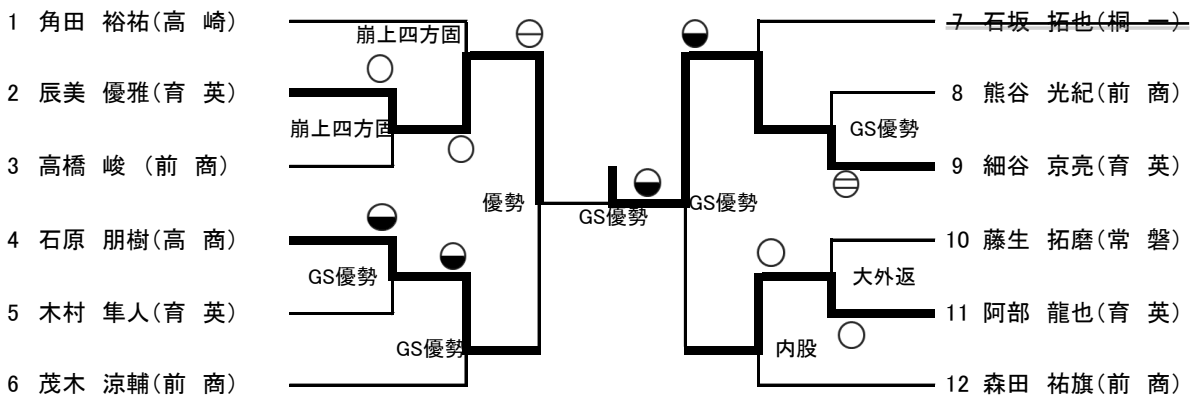 1 角田 裕祐(高 崎)
2 辰美 優雅(育 英)
3 高橋 峻 (前 商)
4 石原 朋樹(高 商)
5 木村 隼人(育 英)
6 茂木 涼輔(前 商)
崩上四方固
崩上四方固
GS優勢
GS優勢
優勢
GS優勢
GS優勢
GS優勢
大外返
内股
7 石坂 拓也(桐 一)
8 熊谷 光紀(前 商)
9 細谷 京亮(育 英)
10 藤生 拓磨(常 磐)
11 阿部 龍也(育 英)
12 森田 祐旗(前 商)